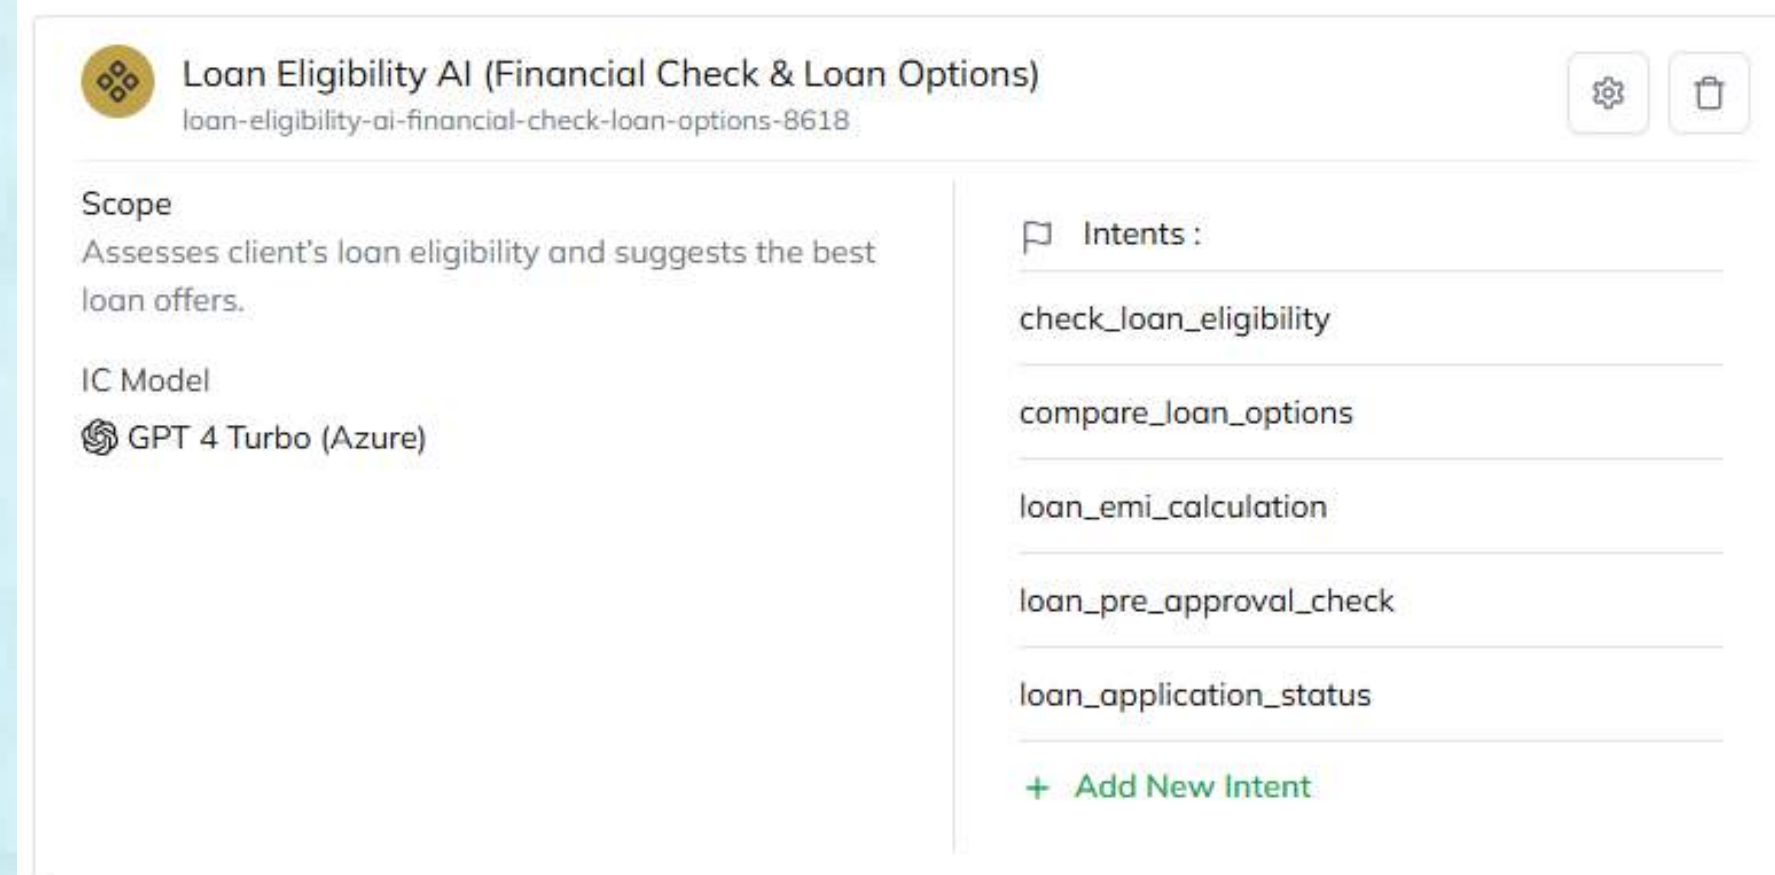 Loan Eligibility AI (Financial Check & Loan Options)
loan-eligibility-ai-financial-check-loan-options-8618
Scope
Assesses client's loan eligibility and suggests the best
loan offers.
IC Model
GPT 4 Turbo (Azure)
Intents :
check_loan_eligibility
compare_loan_options
loan_emi_calculation
loan_pre_approval_check
loan_application_status
+ Add New Intent